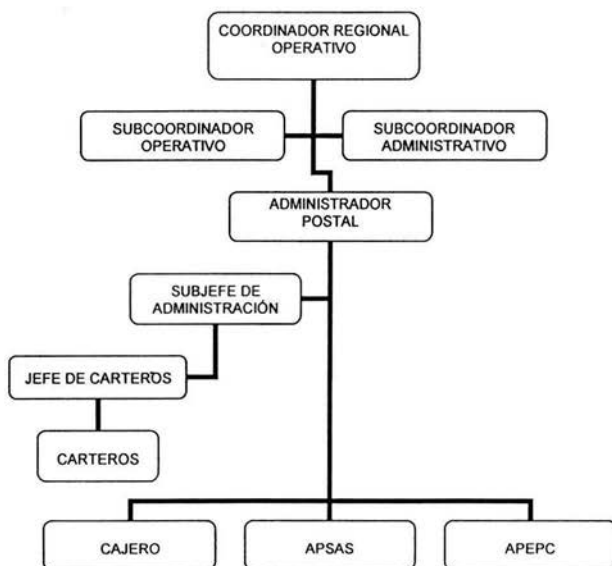 COORDINADOR REGIONAL
OPERATIVO
SUBCOORDINADOR
OPERATIVO
SUBCOORDINADOR
ADMINISTRATIVO
ADMINISTRADOR
POSTAL
SUBJEFE DE
ADMINISTRACIÓN
JEFE DE CARTEROS
CARTEROS
CAJERO
APSAS
APEPC